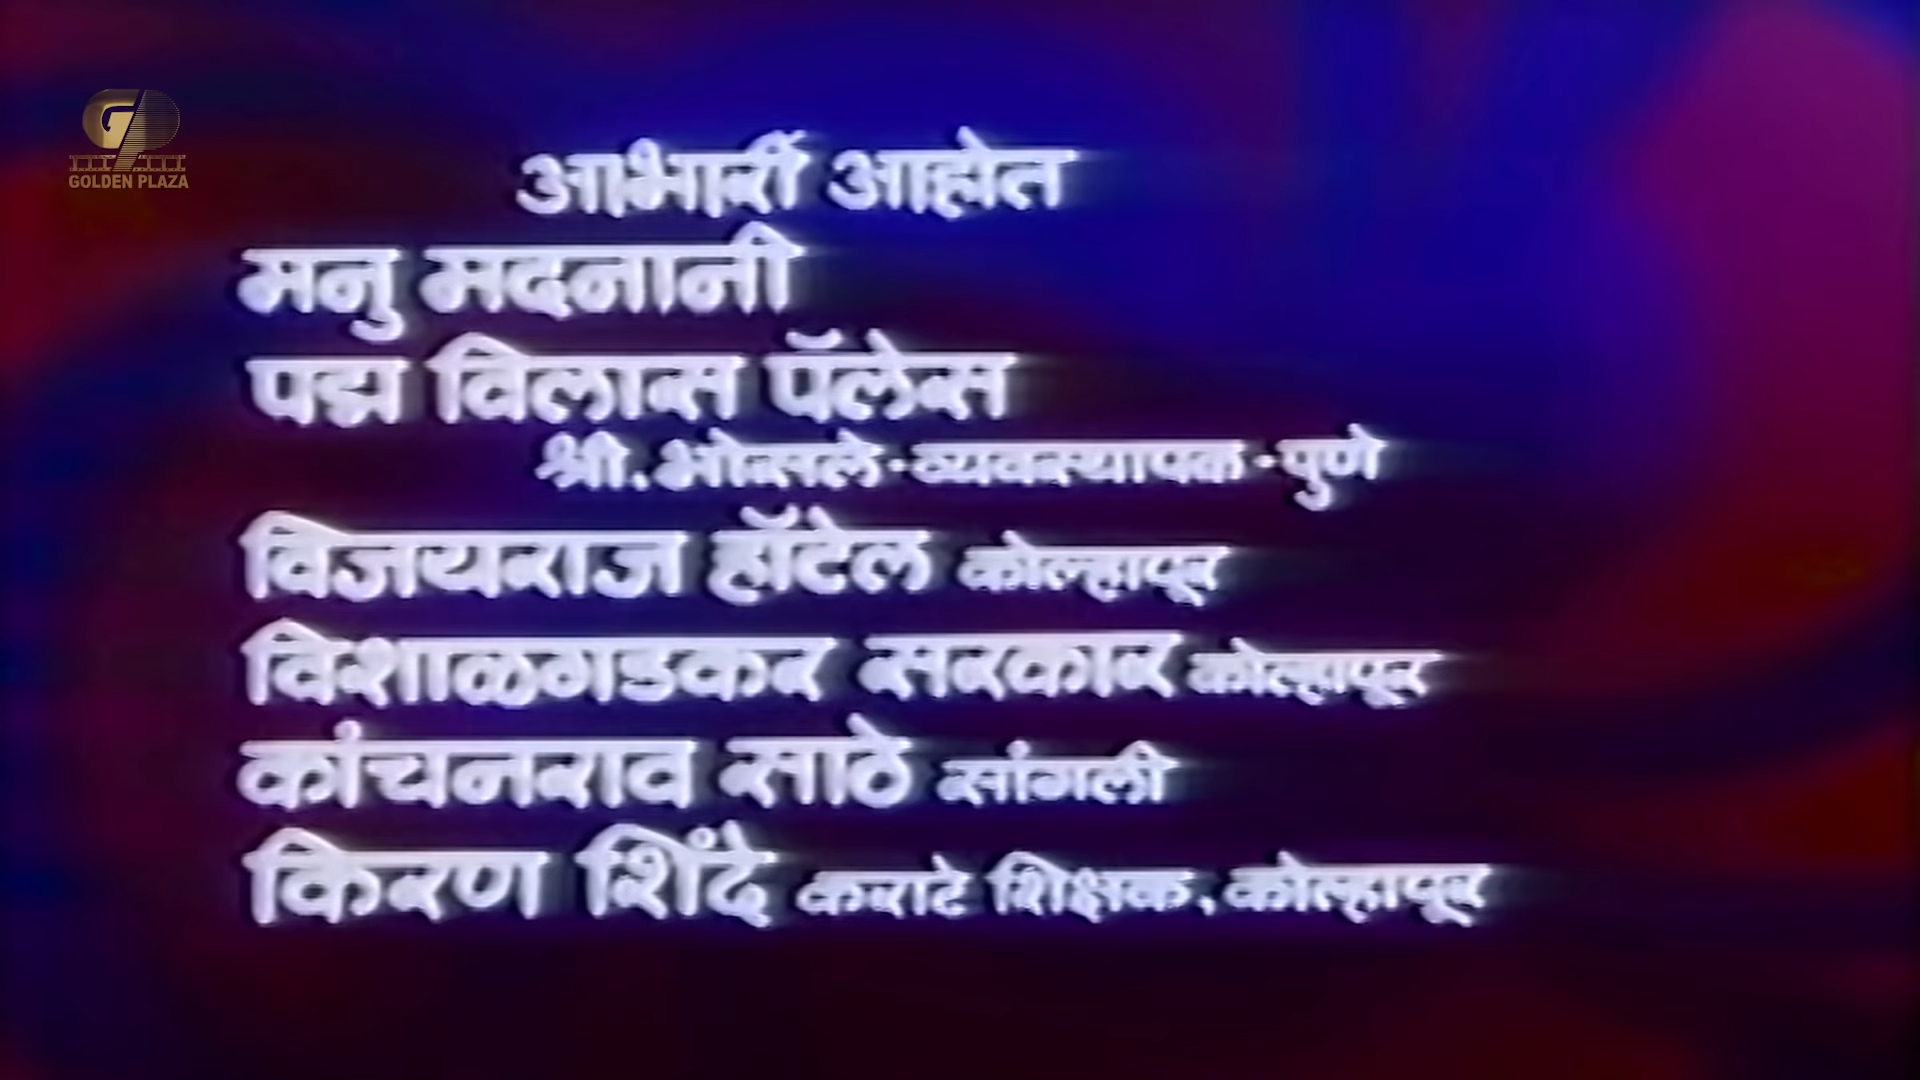 GOLDEN PLAZA
आभारी आहोत
मनु मदनानी
पद्म विलास पॅलेस
श्री. भोसले • व्यवस्थापक • पुणे
विजयराज हॉटेल कोल्हापूर
विशाळगडकर सरकार कोल्हापूर
कांचनराव साठे सांगली
किरण शिंदे कराटे शिक्षक, कोल्हापूर